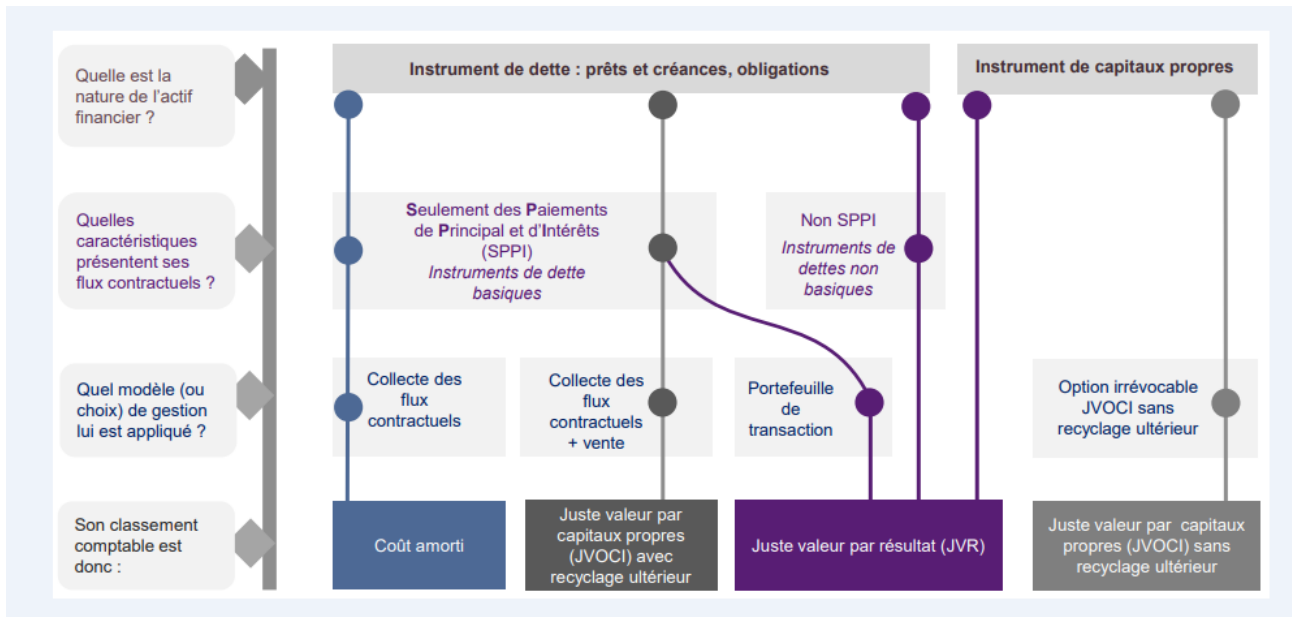 Quelle est la
nature de l'actif
financier ?
Instrument de dette : prêts et créances, obligations
Instrument de capitaux propres
Quelles
caractéristiques
présentent ses
flux contractuels ?
Seulement des Paiements
de Principal et d'Intérêts
(SPPI)
Instruments de dette
basiques
Non SPPI
Instruments de
dettes non
basiques
Quel modèle (ou
choix) de gestion
lui est appliqué ?
Collecte des
flux
contractuels
Collecte des
flux
contractuels
+ vente
Portefeuille
de
transaction
Option irrévocable
JVOCI sans
recyclage ultérieur
Son classement
comptable est
donc :
Coût amorti
Juste valeur par
capitaux propres
(JVOCI) avec
recyclage ultérieur
Juste valeur par résultat (JVR)
Juste valeur par capitaux
propres (JVOCI) sans
recyclage ultérieur